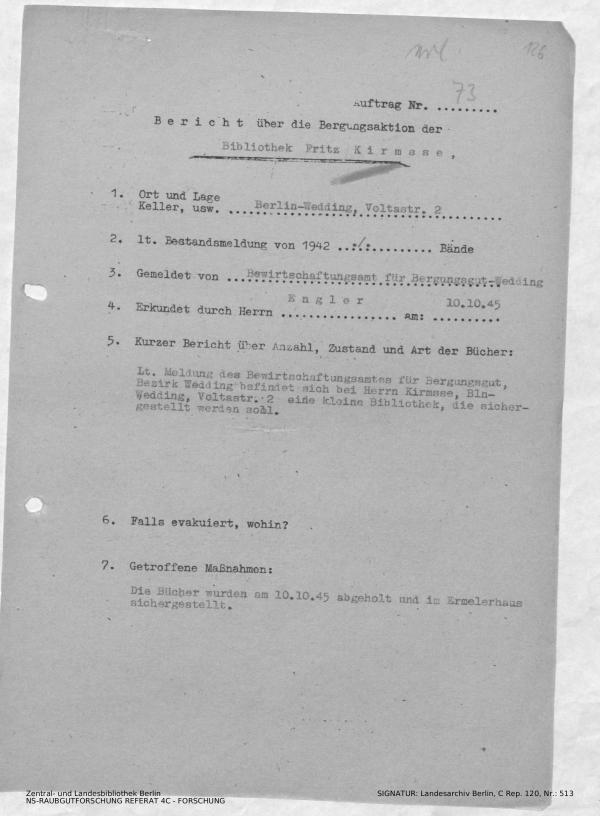 126
Auftrag Nr. 73
Bericht über die Bergungsaktion der
Bibliothek Fritz Kirmsse,
1. Ort und Lage
Keller, usw. Berlin-Wedding, Voltastr. 2
2. lt. Bestandsmeldung von 1942 ../.......... Bände
3. Gemeldet von ...Bewirtschaftungsamt für Bergungsgut-Wedding
4. Erkundet durch Herrn Engler am: 10.10.45
5. Kurzer Bericht über Anzahl, Zustand und Art der Bücher:
Lt. Meldung des Bewirtschaftungsamtes für Bergungsgut,
Bezirk Wedding befindet sich bei Herrn Kirmsse, Bln-
Wedding, Voltastr. 2 eine kleine Bibliothek, die sicher-
gestellt werden soll.
6. Falls evakuiert, wohin?
7. Getroffene Maßnahmen:
Die Bücher wurden am 10.10.45 abgeholt und im Ermelerhaus
sichergestellt.
Zentral- und Landesbibliothek Berlin
NS-RAUBGUTFORSCHUNG REFERAT 4C - FORSCHUNG
SIGNATUR: Landesarchiv Berlin, C Rep. 120, Nr.: 513